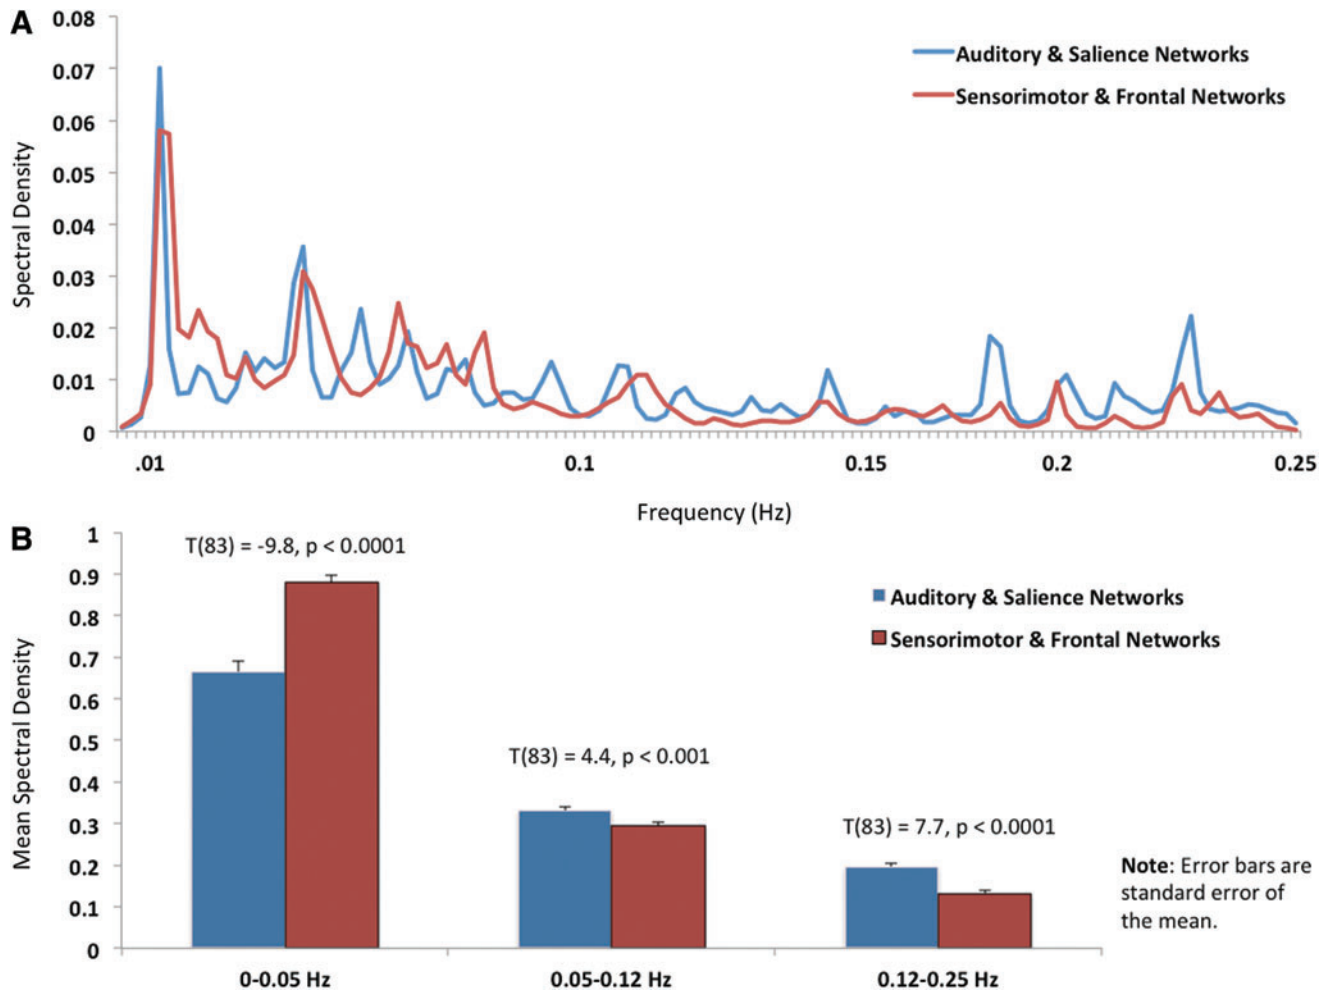 A
0.08
0.07
0.06
0.05
0.04
0.03
0.02
0.01
0
Spectral Density
Auditory & Salience Networks
Sensorimotor & Frontal Networks
.01 0.1 0.15 0.2 0.25
Frequency (Hz)
B
1
0.9
0.8
0.7
0.6
0.5
0.4
0.3
0.2
0.1
0
Mean Spectral Density
T(83) = -9.8, p < 0.0001
T(83) = 4.4, p < 0.001
T(83) = 7.7, p < 0.0001
Auditory & Salience Networks
Sensorimotor & Frontal Networks
Note: Error bars are
standard error of
the mean.
0-0.05 Hz 0.05-0.12 Hz 0.12-0.25 Hz